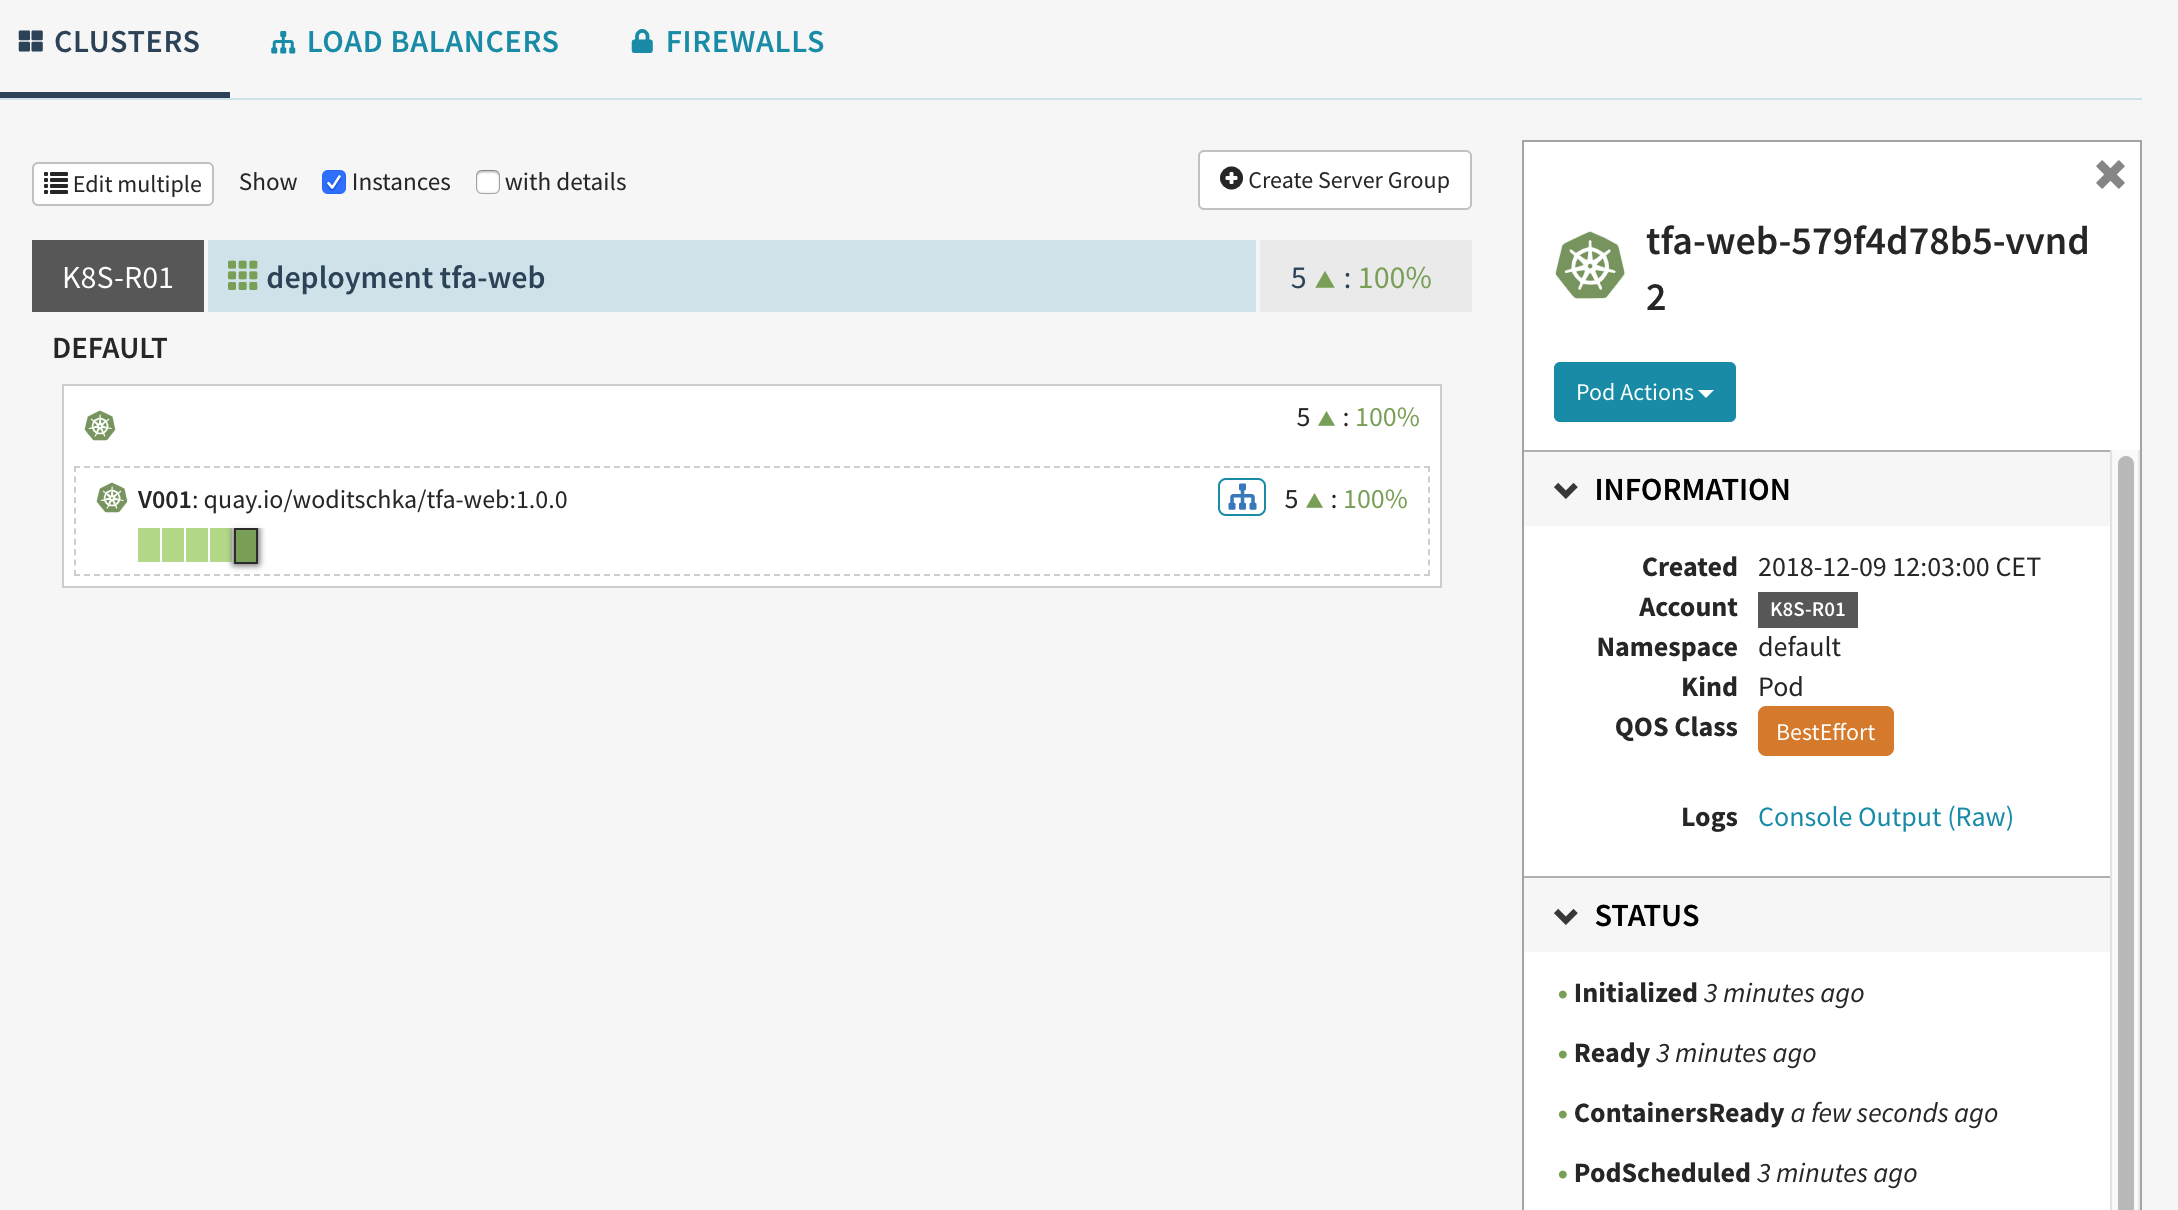 CLUSTERS LOAD BALANCERS FIREWALLS
Edit multiple Show Instances with details Create Server Group
K8S-R01 deployment tfa-web 5 ▲ : 100%
DEFAULT
5 ▲ : 100%
V001: quay.io/woditschka/tfa-web:1.0.0 5 ▲ : 100%
tfa-web-579f4d78b5-vvnd
2
Pod Actions
INFORMATION
Created 2018-12-09 12:03:00 CET
Account K8S-R01
Namespace default
Kind Pod
QOS Class BestEffort
Logs Console Output (Raw)
STATUS
• Initialized 3 minutes ago
• Ready 3 minutes ago
• ContainersReady a few seconds ago
• PodScheduled 3 minutes ago